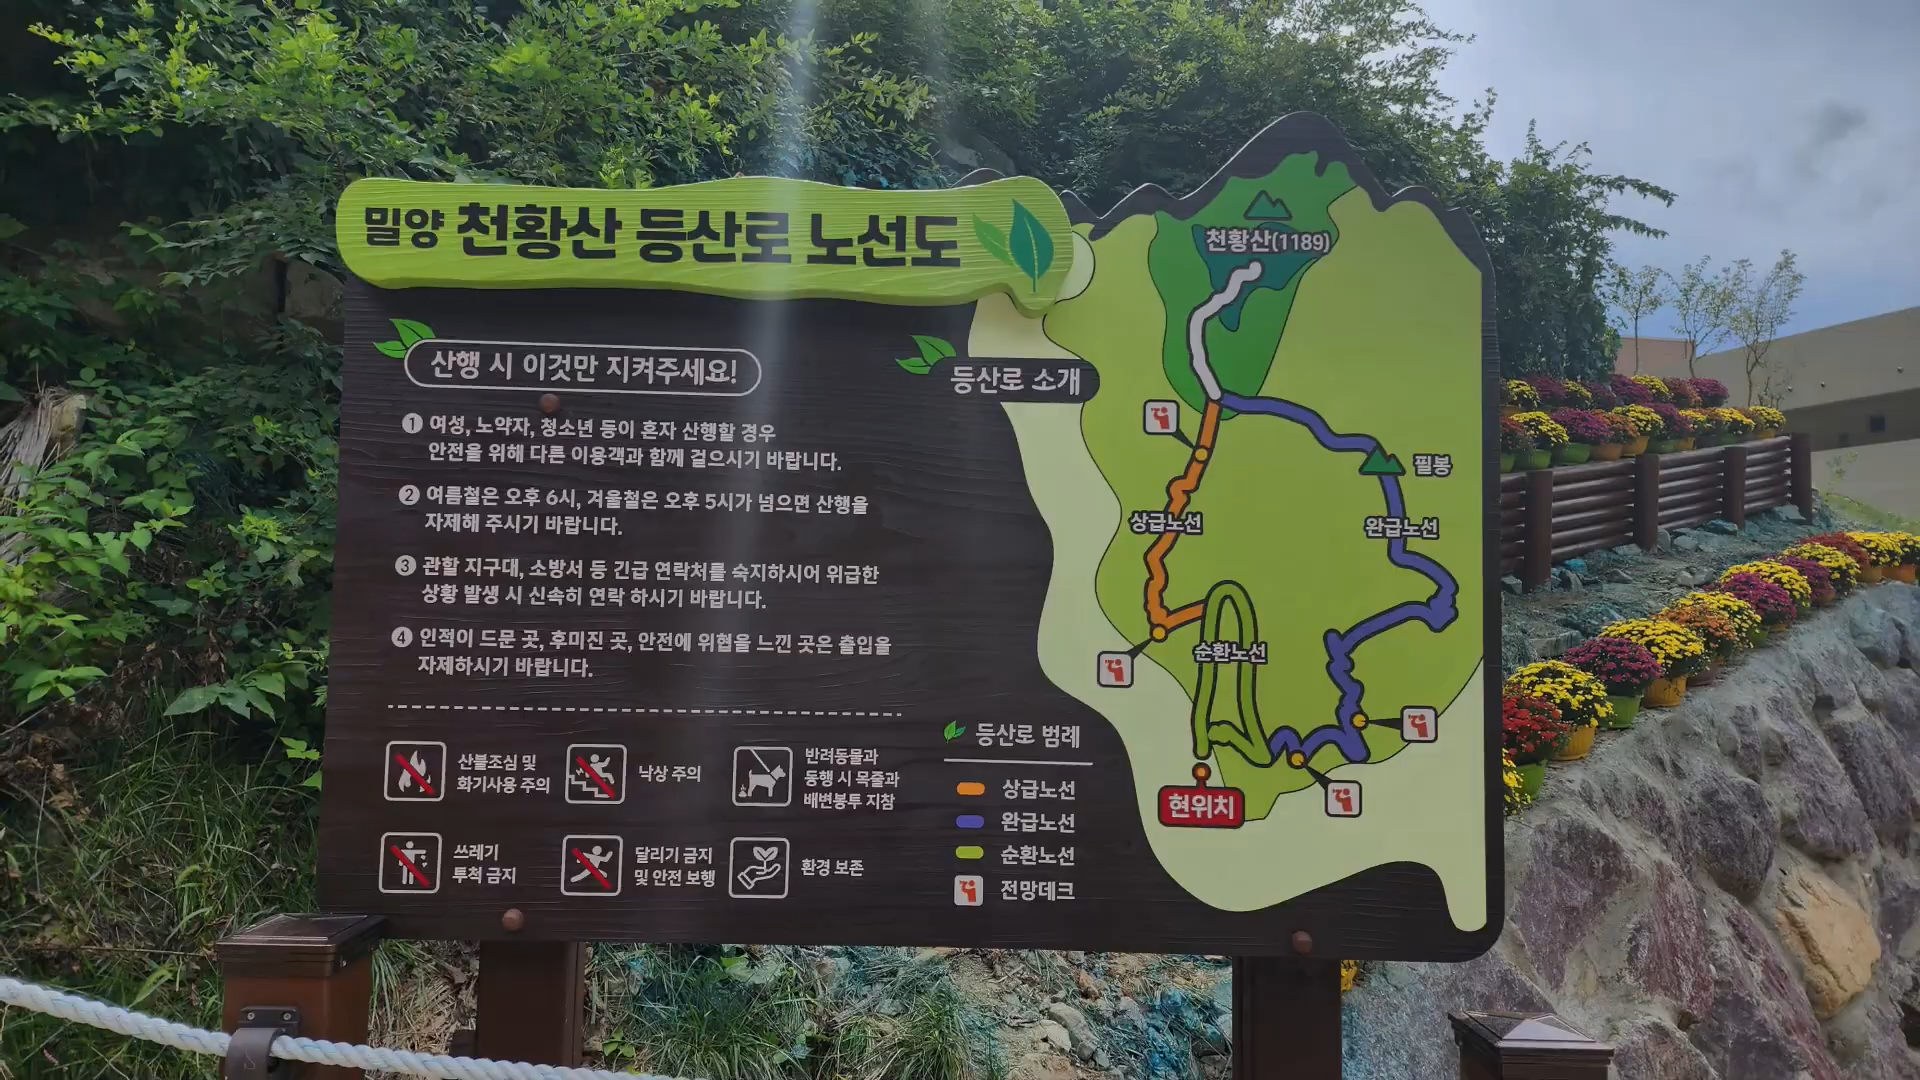 밀양 천황산 등산로 노선도
산행 시 이것만 지켜주세요!
1 여성, 노약자, 청소년 등이 혼자 산행할 경우
안전을 위해 다른 이용객과 함께 걸으시기 바랍니다.
2 여름철은 오후 6시, 겨울철은 오후 5시가 넘으면 산행을
자제해 주시기 바랍니다.
3 관할 지구대, 소방서 등 긴급 연락처를 숙지하시어 위급한
상황 발생 시 신속히 연락 하시기 바랍니다.
4 인적이 드문 곳, 후미진 곳, 안전에 위협을 느낀 곳은 출입을
자제하시기 바랍니다.
산불조심 및
화기사용 주의
낙상 주의
반려동물과
동행 시 목줄과
배변봉투 지참
쓰레기
투척 금지
달리기 금지
및 안전 보행
환경 보존
등산로 소개
천황산(1189)
필봉
상급노선
완급노선
순환노선
현위치
등산로 범례
상급노선
완급노선
순환노선
전망데크